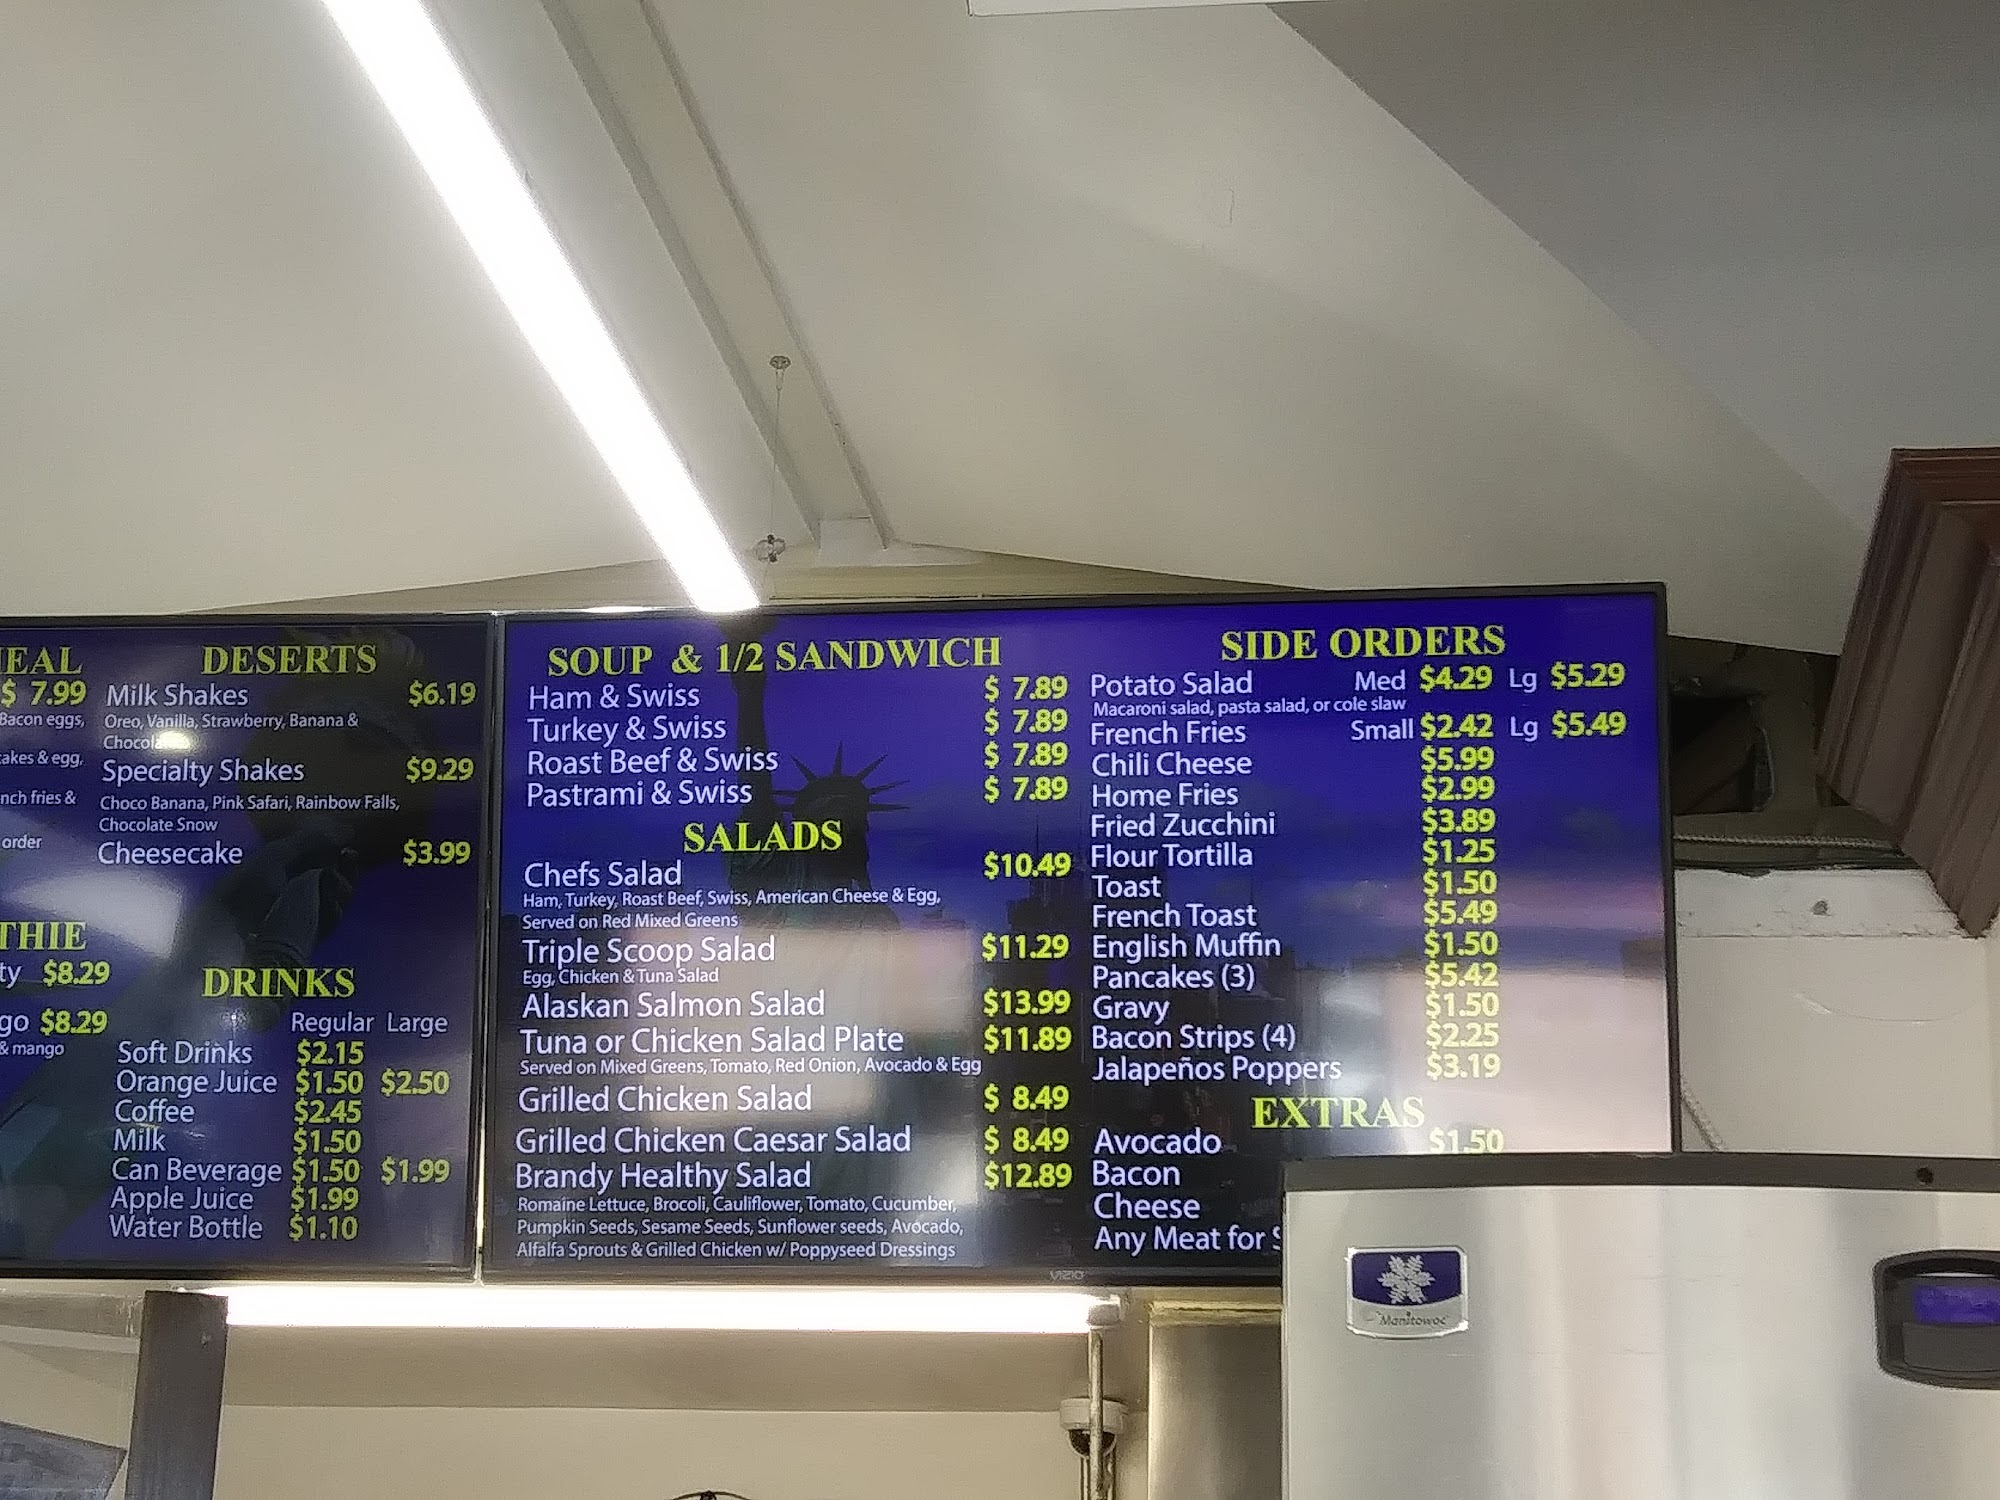 EAL
$ 7.99
Bacon eggs,
akes & egg,
nch fries &
order
THIE
ty $8.29
go $8.29
& mango
DESERTS
Milk Shakes $6.19
Oreo, Vanilla, Strawberry, Banana &
Specialty Shakes $9.29
Choco Banana, Pink Safari, Rainbow Falls,
Chocolate Snow
Cheesecake $3.99
DRINKS
Regular Large
Soft Drinks $2.15
Orange Juice $1.50 $2.50
Coffee $2.45
Milk $1.50
Can Beverage $1.50 $1.99
Apple Juice $1.99
Water Bottle $1.10
SOUP & 1/2 SANDWICH
Ham & Swiss $ 7.89
Turkey & Swiss $ 7.89
Roast Beef & Swiss $ 7.89
Pastrami & Swiss $ 7.89
SALADS
Chefs Salad $10.49
Ham, Turkey, Roast Beef, Swiss, American Cheese & Egg,
Served on Red Mixed Greens
Triple Scoop Salad $11.29
Egg, Chicken & Tuna Salad
Alaskan Salmon Salad $13.99
Tuna or Chicken Salad Plate $11.89
Served on Mixed Greens, Tomato, Red Onion, Avocado & Egg
Grilled Chicken Salad $ 8.49
Grilled Chicken Caesar Salad $ 8.49
Brandy Healthy Salad $12.89
Romaine Lettuce, Brocoli, Cauliflower, Tomato, Cucumber,
Pumpkin Seeds, Sesame Seeds, Sunflower seeds, Avocado,
Alfalfa Sprouts & Grilled Chicken w/ Poppyseed Dressings
SIDE ORDERS
Potato Salad Med $4.29 Lg $5.29
Macaroni salad, pasta salad, or cole slaw
French Fries Small $2.42 Lg $5.49
Chili Cheese $5.99
Home Fries $2.99
Fried Zucchini $3.89
Flour Tortilla $1.25
Toast $1.50
French Toast $5.49
English Muffin $1.50
Pancakes (3) $5.42
Gravy $1.50
Bacon Strips (4) $2.25
Jalapeños Poppers $3.19
EXTRAS
Avocado $1.50
Bacon
Cheese
Any Meat for
VIZIO
Manitowoc